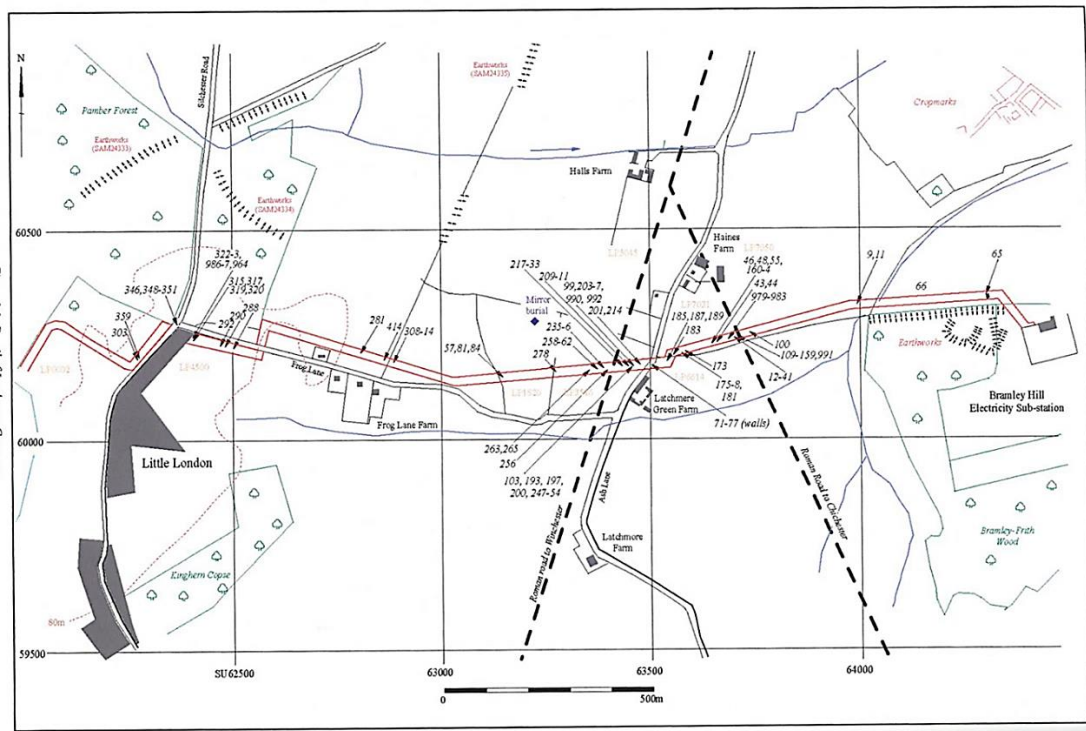 N
Pamber Forest
Silchester Road
Earthworks
(SAM24335)
Earthworks
(SAM24333)
Earthworks
(SAM24334)
Cropmarks
Halls Farm
60500
LF5045
Haines
Farm
LF7050
LF7021
322-3,
986-7, 964
315, 317
319, 320
288
290
292
346, 348-351
359
303
281
414
308-14
217-33
209-11
99, 203-7,
990, 992
201, 214
Mirror
burial
235-6
258-62
278
57, 81, 84
46, 48, 55,
160-4
43, 44
979-983
185, 187, 189
183
9, 11
66
65
100
109-159, 991
12-41
173
175-8,
181
71-77 (walls)
LF4500
Frog Lane
Frog Lane Farm
Latchmere
Green Farm
Earthworks
Bramley Hill
Electricity Sub-station
60000
Little London
263, 265
256
103, 193, 197,
200, 247-54
Ash Lane
Roman road to Winchester
Roman Road to Chichester
Latchmore
Farm
Bramley-Frith
Wood
Kinghern Copse
80m
59500
SU62500
63000
63500
64000
0
500m